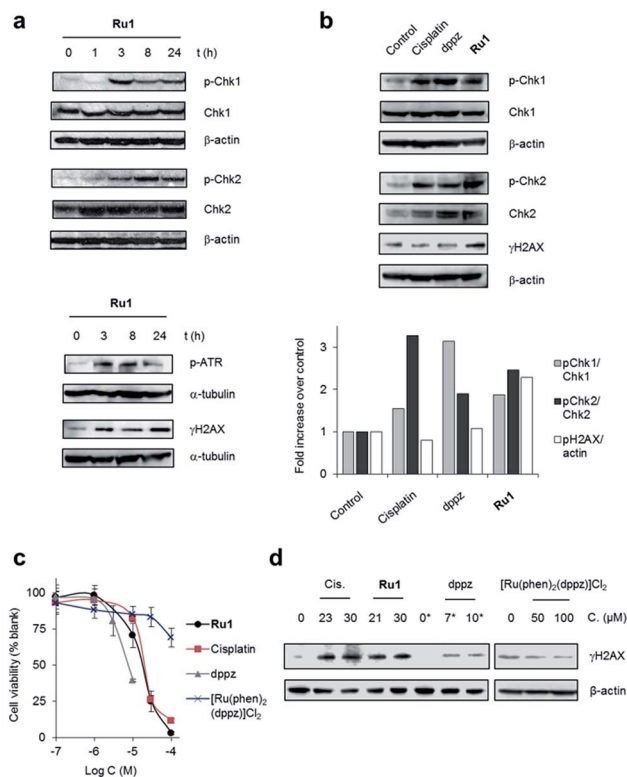 a
Ru1
0 1 3 8 24 t (h)
p-Chk1
Chk1
β-actin
p-Chk2
Chk2
β-actin
Ru1
0 3 8 24 t (h)
p-ATR
α-tubulin
γH2AX
α-tubulin
b
Control
Cisplatin
dppz
Ru1
p-Chk1
Chk1
β-actin
p-Chk2
Chk2
γH2AX
β-actin
Fold increase over control
3
2
1
0
Control
Cisplatin
dppz
Ru1
pChk1/
Chk1
pChk2/
Chk2
pH2AX/
actin
c
Cell viability (% blank)
100
75
50
25
0
-7 -6 -5 -4
Log C (M)
Ru1
Cisplatin
dppz
[Ru(phen)₂
(dppz)]Cl₂
d
Cis. Ru1 dppz [Ru(phen)₂(dppz)]Cl₂
0 23 30 21 30 0* 7* 10* 0 50 100 C. (µM)
γH2AX
β-actin